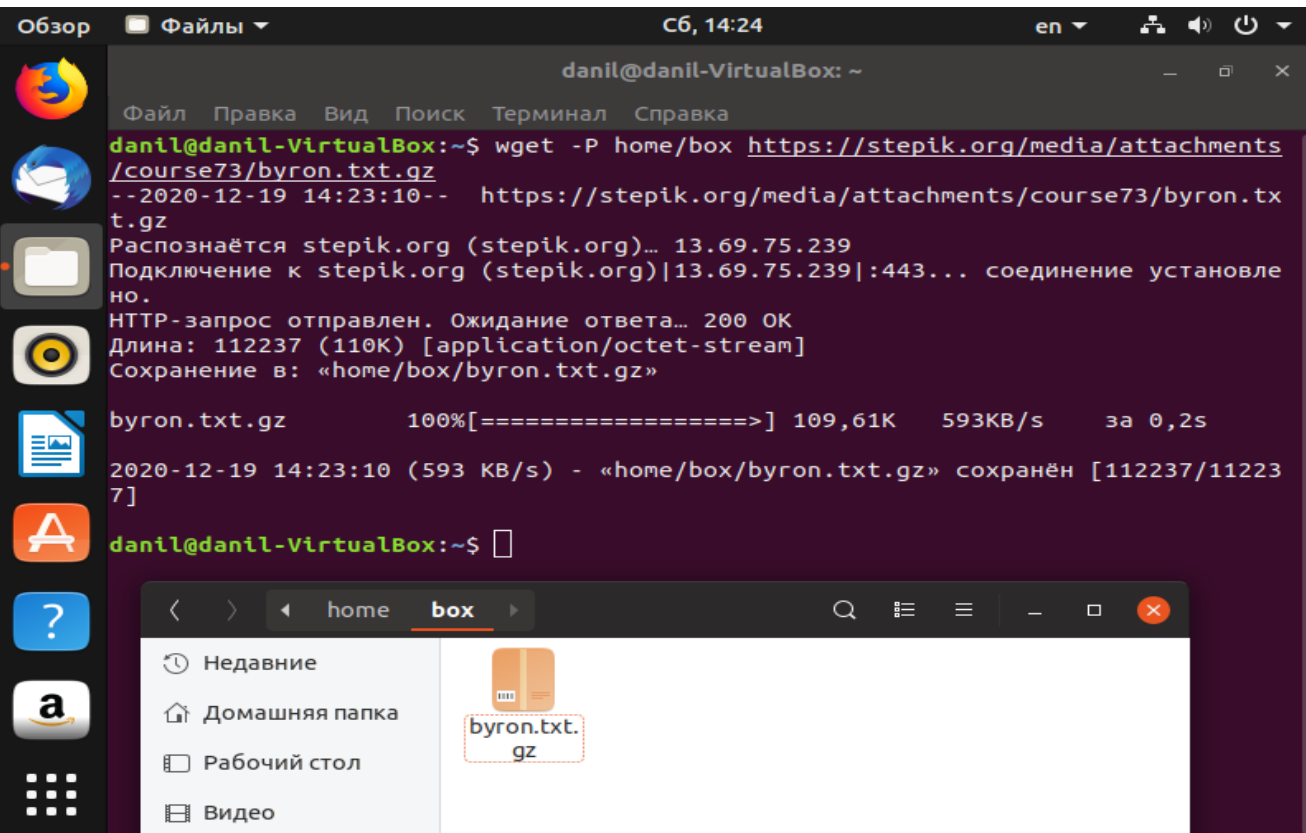 Обзор Файлы Сб, 14:24 en
danil@danil-VirtualBox: ~
Файл Правка Вид Поиск Терминал Справка
danil@danil-VirtualBox:~$ wget -P home/box https://stepik.org/media/attachments
/course73/byron.txt.gz
--2020-12-19 14:23:10-- https://stepik.org/media/attachments/course73/byron.tx
t.gz
Распознаётся stepik.org (stepik.org)… 13.69.75.239
Подключение к stepik.org (stepik.org)|13.69.75.239|:443... соединение установле
но.
HTTP-запрос отправлен. Ожидание ответа… 200 OK
Длина: 112237 (110K) [application/octet-stream]
Сохранение в: «home/box/byron.txt.gz»
byron.txt.gz 100%[==================>] 109,61K 593KB/s за 0,2s
2020-12-19 14:23:10 (593 KB/s) - «home/box/byron.txt.gz» сохранён [112237/11223
7]
danil@danil-VirtualBox:~$
home box
Недавние
Домашняя папка
Рабочий стол
Видео
byron.txt.
gz